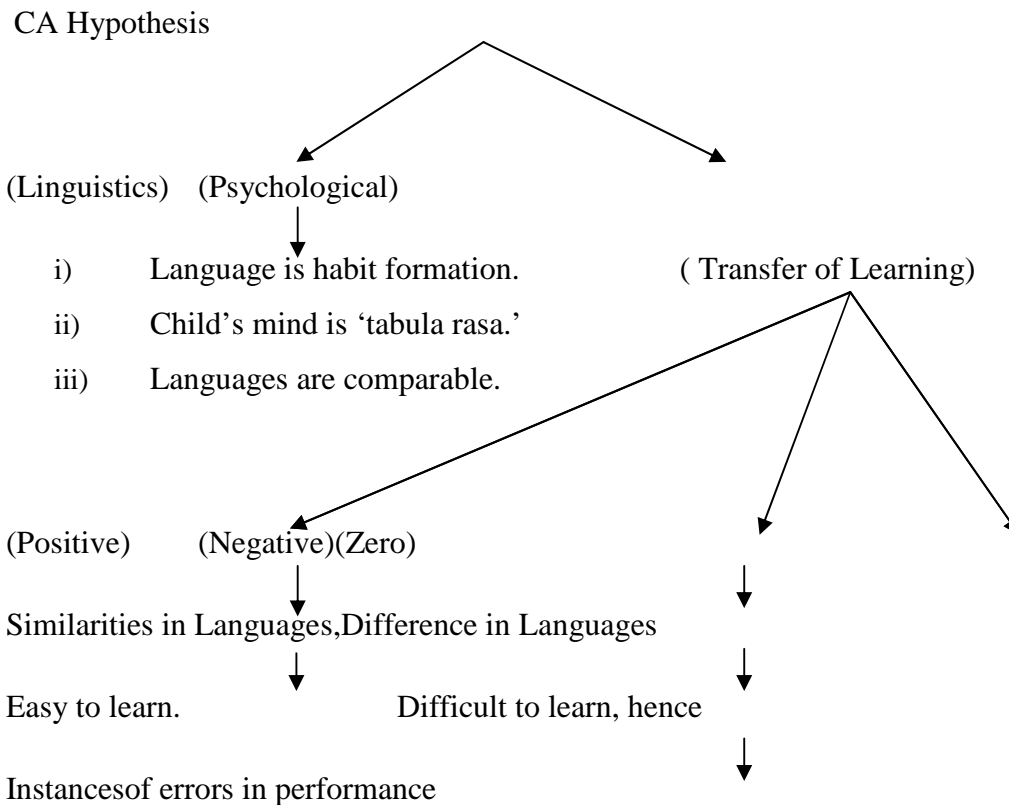 CA Hypothesis
(Linguistics) (Psychological)
i) Language is habit formation. ( Transfer of Learning)
ii) Child’s mind is ‘tabula rasa.’
iii) Languages are comparable.
(Positive) (Negative)(Zero)
Similarities in Languages,Difference in Languages
Easy to learn. Difficult to learn, hence
Instancesof errors in performance